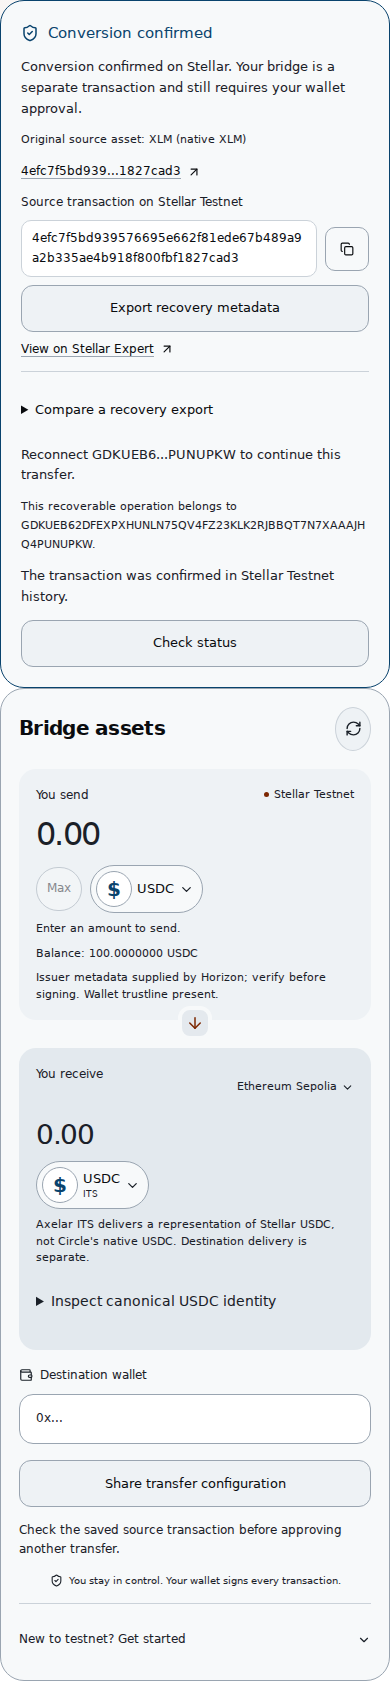 Conversion confirmed
Conversion confirmed on Stellar. Your bridge is a
separate transaction and still requires your wallet
approval.
Original source asset: XLM (native XLM)
4efc7f5bd939...1827cad3
Source transaction on Stellar Testnet
4efc7f5bd939576695e662f81ede67b489a9
a2b335ae4b918f800fbf1827cad3
Export recovery metadata
View on Stellar Expert
Compare a recovery export
Reconnect GDKUEB6...PUNUPKW to continue this
transfer.
This recoverable operation belongs to
GDKUEB62DFEXPXHUNLN75QV4FZ23KLK2RJBBQT7N7XAAAJH
Q4PUNUPKW.
The transaction was confirmed in Stellar Testnet
history.
Check status
Bridge assets
You send
Stellar Testnet
0.00
Max
$
USDC
Enter an amount to send.
Balance: 100.0000000 USDC
Issuer metadata supplied by Horizon; verify before
signing. Wallet trustline present.
You receive
Ethereum Sepolia
0.00
$
USDC
ITS
Axelar ITS delivers a representation of Stellar USDC,
not Circle's native USDC. Destination delivery is
separate.
Inspect canonical USDC identity
Destination wallet
0x...
Share transfer configuration
Check the saved source transaction before approving
another transfer.
You stay in control. Your wallet signs every transaction.
New to testnet? Get started